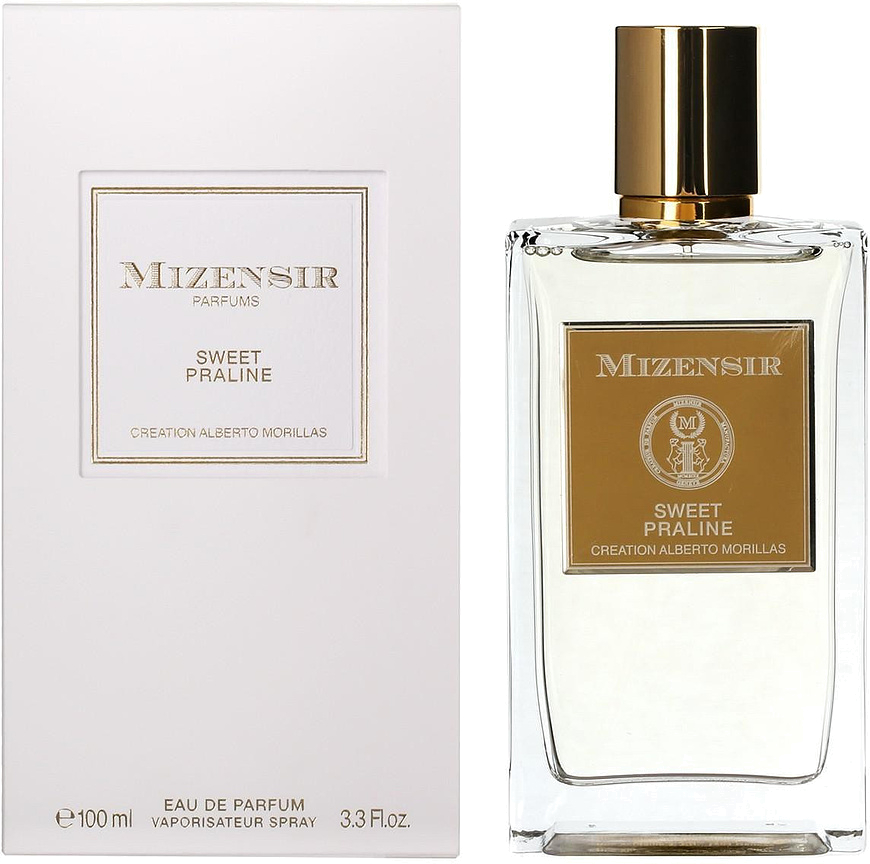 MIZENSIR
PARFUMS
SWEET
PRALINE
CREATION ALBERTO MORILLAS
℮100 ml
EAU DE PARFUM
VAPORISATEUR SPRAY
3.3 Fl.oz.
MIZENSIR
M
SWEET
PRALINE
CREATION ALBERTO MORILLAS